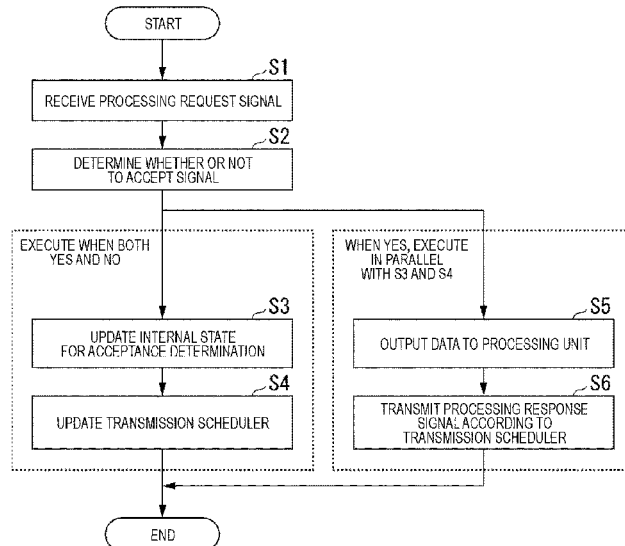 START
S1
RECEIVE PROCESSING REQUEST SIGNAL
S2
DETERMINE WHETHER OR NOT
TO ACCEPT SIGNAL
EXECUTE WHEN BOTH
YES AND NO
S3
UPDATE INTERNAL STATE
FOR ACCEPTANCE DETERMINATION
S4
UPDATE TRANSMISSION SCHEDULER
WHEN YES, EXECUTE
IN PARALLEL
WITH S3 AND S4
S5
OUTPUT DATA TO PROCESSING UNIT
S6
TRANSMIT PROCESSING RESPONSE
SIGNAL ACCORDING TO
TRANSMISSION SCHEDULER
END